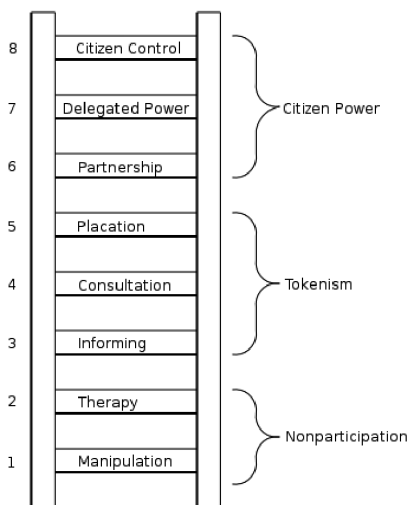 8 Citizen Control
7 Delegated Power
Citizen Power
6 Partnership
5 Placation
4 Consultation
Tokenism
3 Informing
2 Therapy
Nonparticipation
1 Manipulation